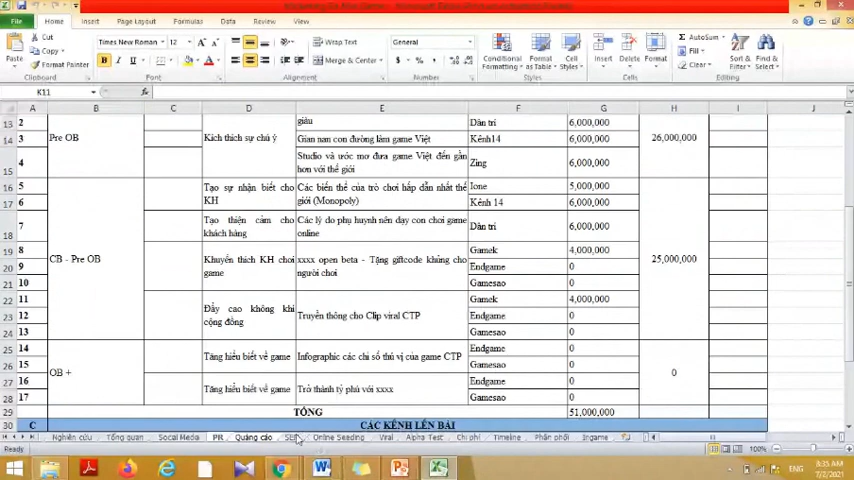 File Home Insert Page Layout Formulas Data Review View
Cut
Copy
Format Painter
Paste
Clipboard
Times New Roman 12
B I U
Font
Wrap Text
Merge & Center
Alignment
General
$ % ,
Number
Conditional Formatting
Format as Table
Cell Styles
Styles
Insert Delete Format
Cells
AutoSum
Fill
Clear
Sort & Filter
Find & Select
Editing
K11 fx
A B C D E F G H I J
13 2 giàu Dân trí 6,000,000
14 3 Pre OB Kích thích sự chú ý Gian nan con đường làm game Việt Kênh14 6,000,000 26,000,000
15 4 Studio và ước mơ đưa game Việt đến gần hơn với thế giới Zing 6,000,000
16 5 Tạo sự nhận biết cho KH Các biến thể của trò chơi hấp dẫn nhất thế giới (Monopoly) Ione 5,000,000
17 6 Kênh 14 6,000,000
18 7 Tạo thiện cảm cho khách hàng Các lý do phụ huynh nên dạy con chơi game online Dân trí 6,000,000
19 8 Gamek 4,000,000
20 9 CB - Pre OB Khuyến thích KH chơi game xxxx open beta - Tặng giftcode khủng cho người chơi Endgame 0 25,000,000
21 10 Gamesao 0
22 11 Gamek 4,000,000
23 12 Đẩy cao không khí cộng đồng Truyền thông cho Clip viral CTP Endgame 0
24 13 Gamesao 0
25 14 Tăng hiểu biết về game Infographic các chỉ số thú vị của game CTP Endgame 0
26 15 OB + Gamesao 0 0
27 16 Tăng hiểu biết về game Trở thành tỷ phú với xxxx Endgame 0
28 17 Gamesao 0
29 TỔNG 51,000,000
30 C CÁC KÊNH LÊN BÀI
Nghiên cứu Tổng quan Social Media PR Quảng cáo SEO Online Seeding Viral Alpha Test Chi phí Timeline Phân phối Ingame
Ready 100%
ENG 8:35 AM
7/2/2021